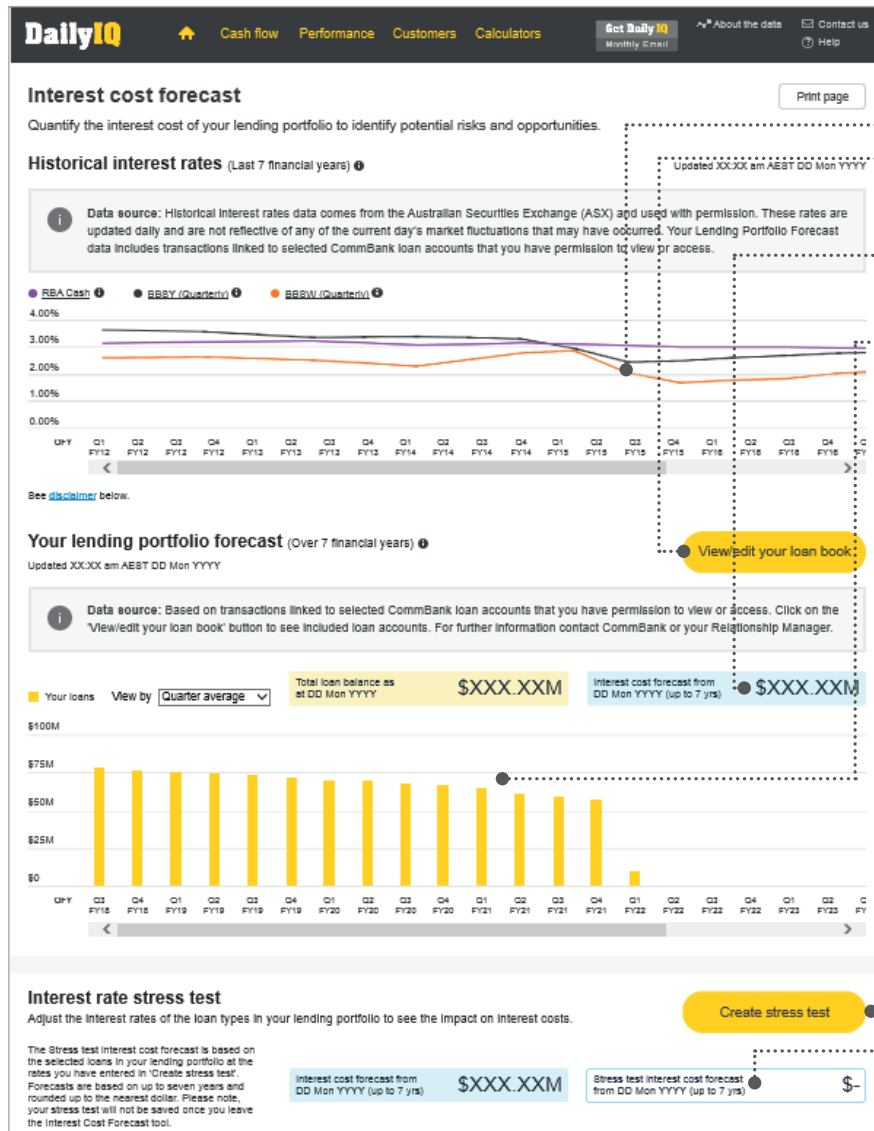 DailyIQ
Cash flow
Performance
Customers
Calculators
Get Daily IQ
Monthly Email
About the data
Contact us
Help
Interest cost forecast
Print page
Quantify the interest cost of your lending portfolio to identify potential risks and opportunities.
Historical interest rates (Last 7 financial years)
Updated XX:XX am AEST DD Mon YYYY
Data source: Historical interest rates data comes from the Australian Securities Exchange (ASX) and used with permission. These rates are
updated daily and are not reflective of any of the current day's market fluctuations that may have occurred. Your Lending Portfolio Forecast
data includes transactions linked to selected CommBank loan accounts that you have permission to view or access.
RBA Cash
BBSY (Quarterly)
BBSW (Quarterly)
4.00%
3.00%
2.00%
1.00%
0.00%
QFY Q1 Q2 Q3 Q4 Q1 Q2 Q3 Q4 Q1 Q2 Q3 Q4 Q1 Q2 Q3 Q4 Q1 Q2 Q3 Q4
FY12 FY12 FY12 FY12 FY13 FY13 FY13 FY13 FY14 FY14 FY14 FY14 FY15 FY15 FY15 FY15 FY16 FY16 FY16 FY16
See disclaimer below.
Your lending portfolio forecast (Over 7 financial years)
View/edit your loan book
Updated XX:XX am AEST DD Mon YYYY
Data source: Based on transactions linked to selected CommBank loan accounts that you have permission to view or access. Click on the
'View/edit your loan book' button to see included loan accounts. For further information contact CommBank or your Relationship Manager.
Your loans
View by
Quarter average
Total loan balance as
at DD Mon YYYY
$XXX.XXM
Interest cost forecast from
DD Mon YYYY (up to 7 yrs)
$XXX.XXM
$100M
$75M
$50M
$25M
$0
QFY Q3 Q4 Q1 Q2 Q3 Q4 Q1 Q2 Q3 Q4 Q1 Q2 Q3 Q4 Q1 Q2 Q3 Q4 Q1 Q2
FY18 FY18 FY19 FY19 FY19 FY19 FY20 FY20 FY20 FY20 FY21 FY21 FY21 FY21 FY22 FY22 FY22 FY22 FY23 FY23
Interest rate stress test
Create stress test
Adjust the interest rates of the loan types in your lending portfolio to see the impact on interest costs.
The Stress test interest cost forecast is based on
the selected loans in your lending portfolio at the
rates you have entered in 'Create stress test'.
Forecasts are based on up to seven years and
rounded up to the nearest dollar. Please note,
your stress test will not be saved once you leave
the Interest Cost Forecast tool.
Interest cost forecast from
DD Mon YYYY (up to 7 yrs)
$XXX.XXM
Stress test interest cost forecast
from DD Mon YYYY (up to 7 yrs)
$-